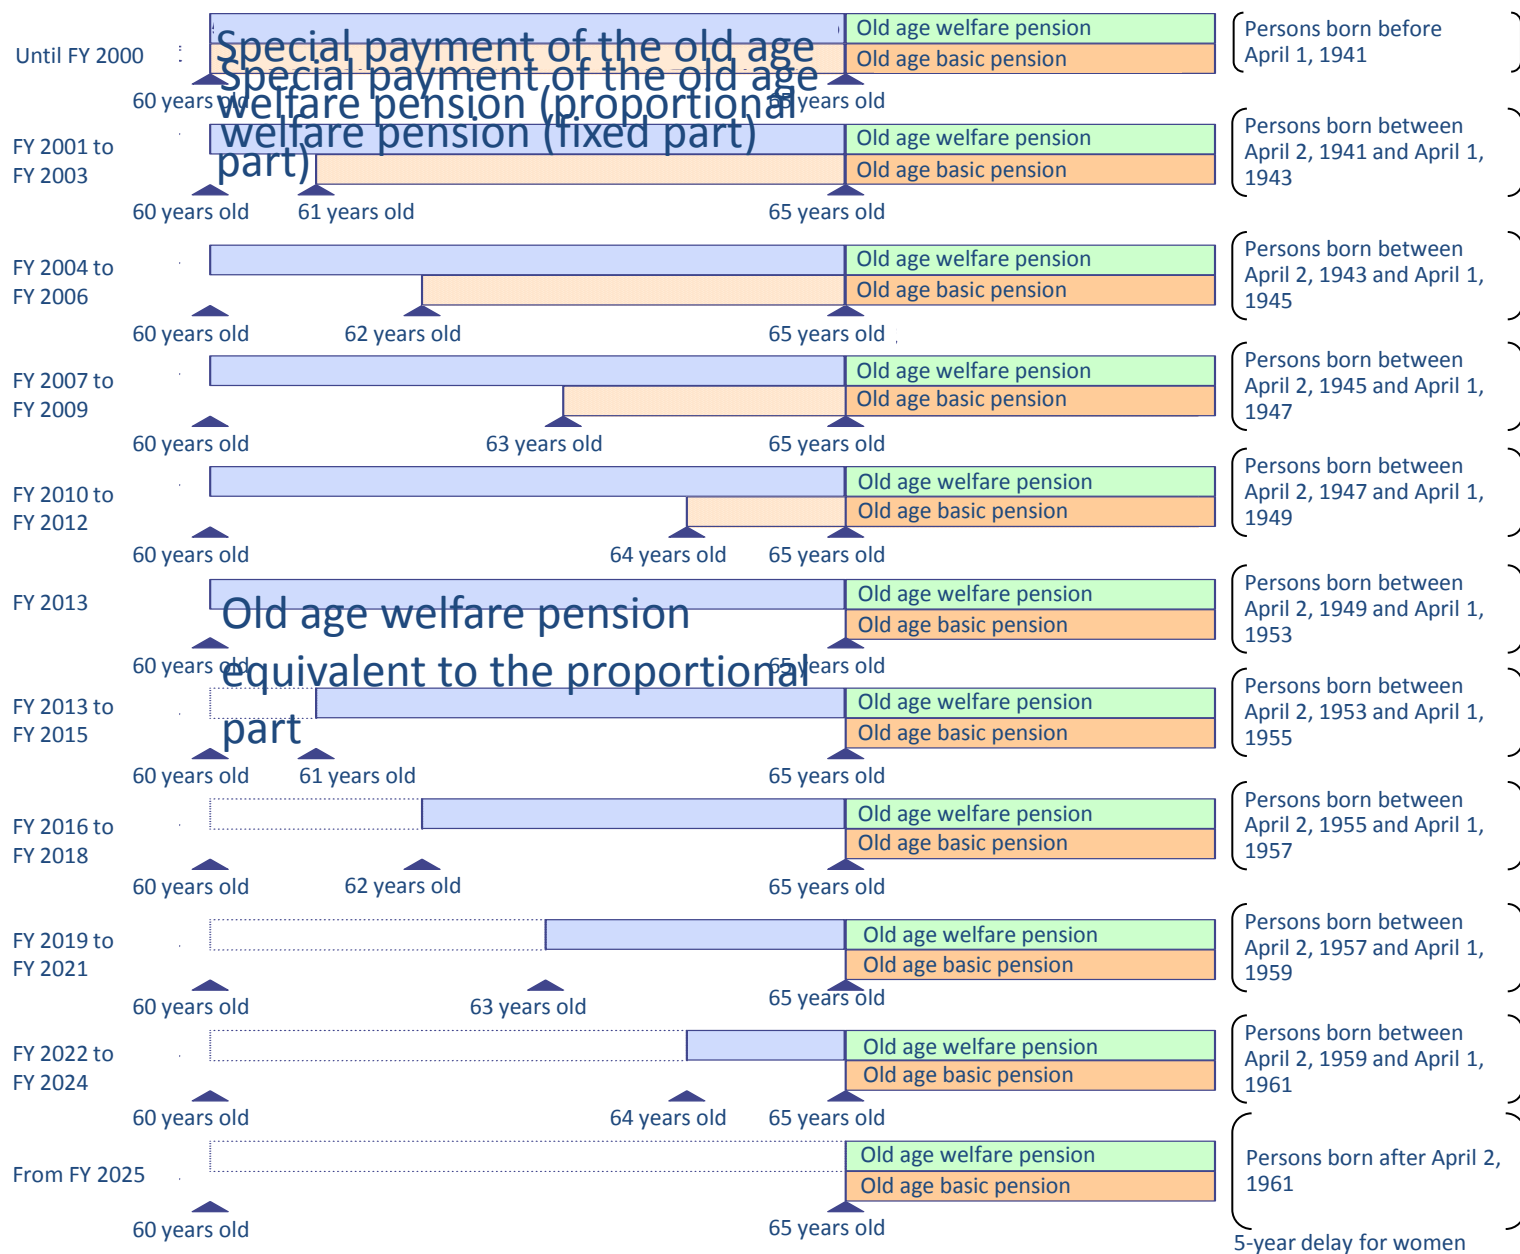 Until FY 2000
Special payment of the old age
welfare pension (proportional
part)
Special payment of the old age
welfare pension (fixed part)
Old age welfare pension
Old age basic pension
Persons born before
April 1, 1941
60 years old
65 years old
FY 2001 to
FY 2003
Old age welfare pension
Old age basic pension
Persons born between
April 2, 1941 and April 1,
1943
60 years old
61 years old
65 years old
FY 2004 to
FY 2006
Old age welfare pension
Old age basic pension
Persons born between
April 2, 1943 and April 1,
1945
60 years old
62 years old
65 years old
FY 2007 to
FY 2009
Old age welfare pension
Old age basic pension
Persons born between
April 2, 1945 and April 1,
1947
60 years old
63 years old
65 years old
FY 2010 to
FY 2012
Old age welfare pension
Old age basic pension
Persons born between
April 2, 1947 and April 1,
1949
60 years old
64 years old
65 years old
FY 2013
Old age welfare pension
equivalent to the proportional
part
Old age welfare pension
Old age basic pension
Persons born between
April 2, 1949 and April 1,
1953
60 years old
65 years old
FY 2013 to
FY 2015
Old age welfare pension
Old age basic pension
Persons born between
April 2, 1953 and April 1,
1955
60 years old
61 years old
65 years old
FY 2016 to
FY 2018
Old age welfare pension
Old age basic pension
Persons born between
April 2, 1955 and April 1,
1957
60 years old
62 years old
65 years old
FY 2019 to
FY 2021
Old age welfare pension
Old age basic pension
Persons born between
April 2, 1957 and April 1,
1959
60 years old
63 years old
65 years old
FY 2022 to
FY 2024
Old age welfare pension
Old age basic pension
Persons born between
April 2, 1959 and April 1,
1961
60 years old
64 years old
65 years old
From FY 2025
Old age welfare pension
Old age basic pension
Persons born after April 2,
1961
60 years old
65 years old
5-year delay for women